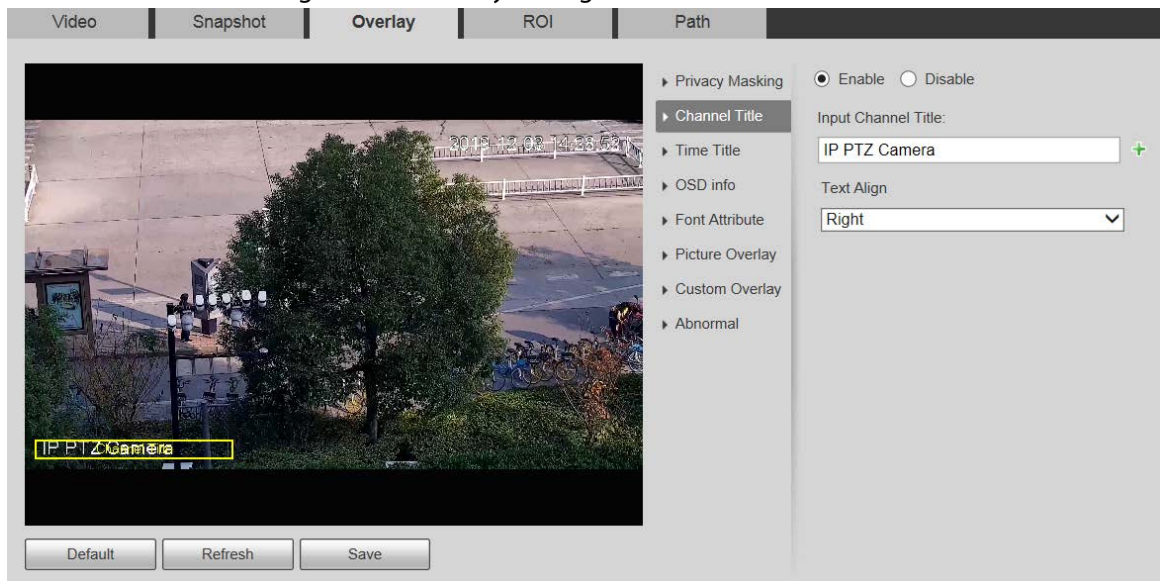 Video Snapshot Overlay ROI Path
Privacy Masking
Channel Title
Time Title
OSD info
Font Attribute
Picture Overlay
Custom Overlay
Abnormal
Enable Disable
Input Channel Title:
IP PTZ Camera
Text Align
Right
IP PTZ Camera
Default Refresh Save